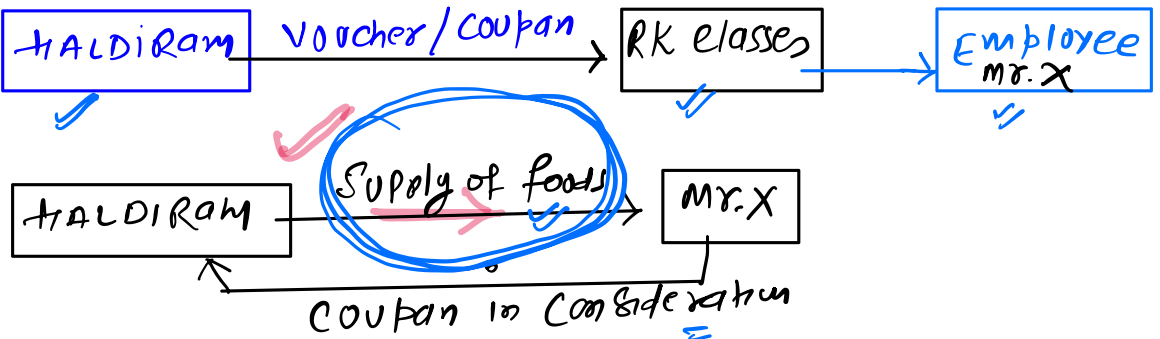 HALDIRam Voucher/Coupan RK Classes Employee
mr. X
HALDIRam Supply of foods mr. X
Coupan in Consideration